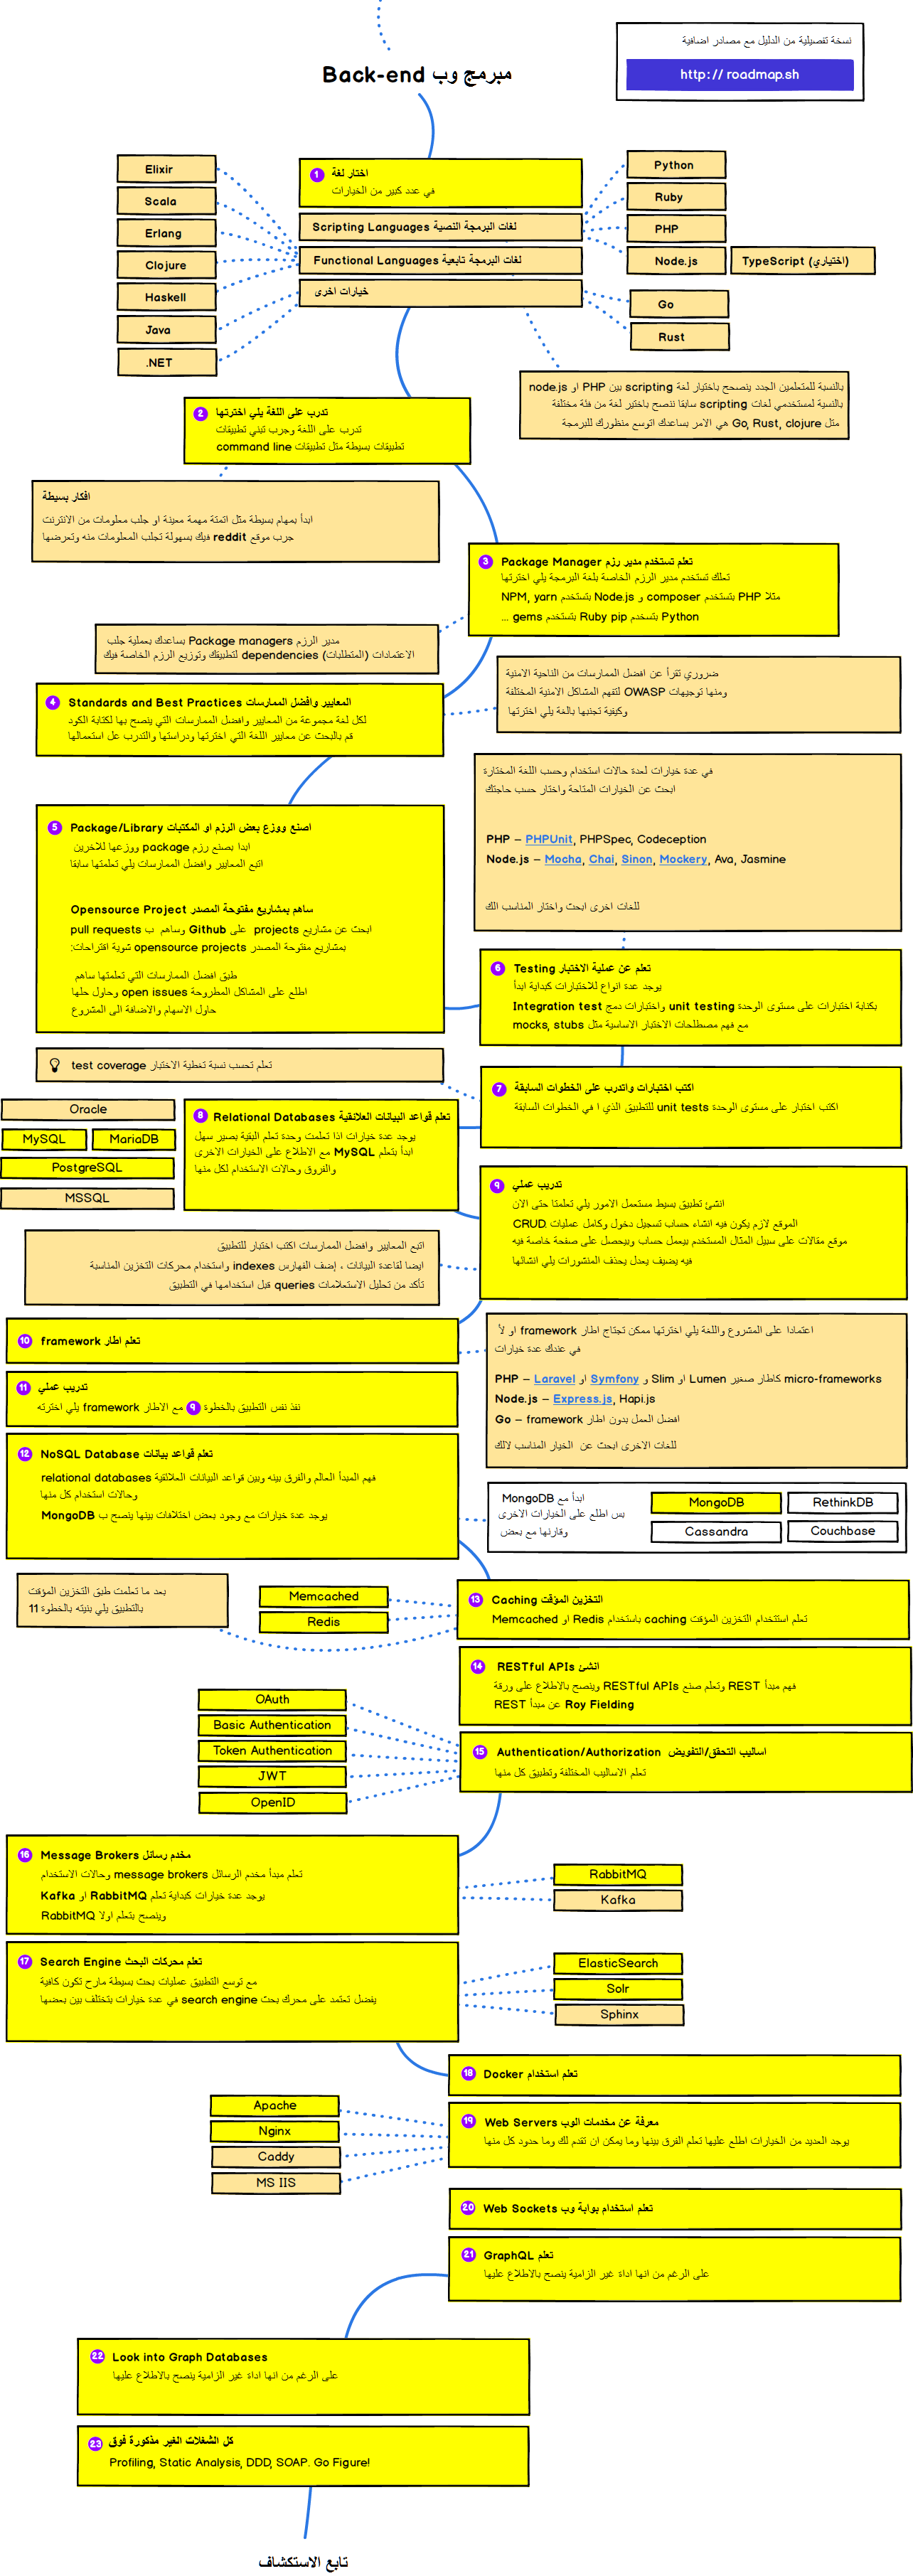 نسخة تفصيلية من الدليل مع مصادر اضافية
http:// roadmap.sh
مبرمج وب Back-end
1 اختار لغة
في عدد كبير من الخيارات
لغات البرمجة النصية Scripting Languages
لغات البرمجة تابعية Functional Languages
خيارات اخرى
Elixir
Scala
Erlang
Clojure
Haskell
Java
.NET
Python
Ruby
PHP
Node.js
TypeScript (اختياري)
Go
Rust
بالنسبة للمتعلمين الجدد ينصح باختيار لغة scripting بين PHP او node.js
بالنسبة لمستخدمي لغات scripting سابقا ننصح باختير لغة من فئة مختلفة
مثل Go, Rust, clojure هي الامر بساعدك اتوسع منظورك للبرمجة
2 تدرب على اللغة يلي اخترتها
تدرب على اللغة وجرب تبني تطبيقات
تطبيقات بسيطة مثل تطبيقات command line
افكار بسيطة
ابدأ بمهام بسيطة مثل اتمتة مهمة معينة او جلب معلومات من الانترنت
جرب موقع reddit فيك بسهولة تجلب المعلومات منه وتعرضها
3 تعلم تستخدم مدير رزم Package Manager
تعلك تستخدم مدير الرزم الخاصة بلغة البرمجة يلي اخترتها
مثلا PHP بتستخدم composer و Node.js بتستخدم NPM, yarn
Python بتسخدم Ruby pip بتستخدم gems ...
مدير الرزم Package managers بساعدك بعملية جلب
الاعتمادات (المتطلبات) dependencies لتطبيقك وتوزيع الرزم الخاصة فيك
ضروري تتقرأ عن افضل الممارسات من الناحية الامنية
ومنها توجيهات OWASP لتفهم المشاكل الامنية المختلفة
وكيفية تجنبها بالغة يلي اخترتها
4 المعايير وافضل الممارسات Standards and Best Practices
لكل لغة مجموعة من المعايير وافضل الممارسات التي ينصح بها لكتابة الكود
قم بالبحث عن معايير اللغة التي اخترتها ودراستها والتدرب عل استعمالها
في عدة خيارات لعدة حالات استخدام وحسب اللغة المختارة
ابحث عن الخيارات المتاحة واختار حسب حاجتك
PHP – PHPUnit, PHPSpec, Codeception
Node.js – Mocha, Chai, Sinon, Mockery, Ava, Jasmine
للغات اخرى ابحث واختار المناسب الك
5 اصنع ووزع بعض الرزم او المكتبات Package/Library
ابدا بصنع رزم package ووزعها للاخرين
اتبع المعايير وافضل الممارسات يلي تعلمتها سابقا
ساهم بمشاريع مفتوحة المصدر Opensource Project
ابحث عن مشاريع projects على Github وساهم ب pull requests
بمشاريع مفتوحة المصدر opensource projects شوية اقتراحات:
طبق افضل الممارسات التي تعلمتها ساهم
اطلع على المشاكل المطروحة open issues وحاول حلها
حاول الاسهام والاضافة الى المشروع
6 تعلم عن عملية الاختبار Testing
يوجد عدة انواع للاختبارات كبداية ابدأ
بكتابة اختبارات على مستوى الوحدة unit testing واختبارات دمج Integration test
مع فهم مصطلحات الاختبار الاساسية مثل mocks, stubs
تعلم تحسب نسبة تغطية الاختبار test coverage
7 اكتب اختبارات واتدرب على الخطوات السابقة
اكتب اختبار على مستوى الوحدة unit tests للتطبيق الذي ا في الخطوات السابقة
Oracle
MySQL
MariaDB
PostgreSQL
MSSQL
8 تعلم قواعد البيانات العلائقية Relational Databases
يوجد عدة خيارات اذا تعلمت وحدة تعلم البقية بصير سهل
ابدأ بتعلم MySQL مع الاطلاع على الخيارات الاخرى
والفروق وحالات الاستخدام لكل منها
9 تدريب عملي
انشئ تطبيق بسيط مستعمل الامور يلي تعلمتا حتى الان
الموقع لازم يكون فيه انشاء حساب تسجيل دخول وكامل عمليات CRUD.
موقع مقالات على سبيل المثال المستخدم بيعمل حساب وبيحصل على صفحة خاصة فيه
فيه يضيف يعدل يحذف المنشورات يلي انشائها
اتبع المعايير وافضل الممارسات اكتب اختبار للتطبيق
ايضا لقاعدة البيانات ، إضف الفهارس indexes واستخدام محركات التخزين المناسبة
تأكد من تحليل الاستعلامات queries قبل استخدامها في التطبيق
10 تعلم اطار framework
اعتمادا على المشروع واللغة يلي اخترتها ممكن تجتاج اطار framework او لأ
في عندك عدة خيارات
PHP – Laravel او Symfony و Slim او Lumen كاطار صغير micro-frameworks
Node.js – Express.js, Hapi.js
Go – افضل العمل بدون اطار framework
للغات الاخرى ابحث عن الخيار المناسب لالك
11 تدريب عملي
نفذ نفس التطبيق بالخطوة 9 مع الاطار framework يلي اخترته
12 تعلم قواعد بيانات NoSQL Database
فهم المبدأ العالم والفرق بينه وبين قواعد البيانات العلائقية relational databases
وحالات استخدام كل منها
يوجد عدة خيارات مع وجود بعض اختلافات بينها ينصح ب MongoDB
ابدأ مع MongoDB
بس اطلع على الخيارات الاخرى
وقارنها مع بعض
MongoDB
RethinkDB
Cassandra
Couchbase
بعد ما تعلمت طبق التخزين المؤقت
بالتطبيق يلي بنيته بالخطوة 11
Memcached
Redis
13 التخزين المؤقت Caching
تعلم استتخدام التخزين المؤقت caching باستخدام Redis او Memcached
14 انشئ RESTful APIs
فهم مبدأ REST وتعلم صنع RESTful APIs وينصح بالاطلاع على ورقة
Roy Fielding عن مبدأ REST
OAuth
Basic Authentication
Token Authentication
JWT
OpenID
15 اساليب التحقق/التفويض Authentication/Authorization
تعلم الاساليب المختلفة وتطبيق كل منها
16 مخدم رسائل Message Brokers
تعلم مبدأ مخدم الرسائل message brokers وحالات الاستخدام
يوجد عدة خيارات كبداية تعلم RabbitMQ او Kafka
وينصح بتعلم اولا RabbitMQ
RabbitMQ
Kafka
17 تعلم محركات البحث Search Engine
مع توسع التطبيق عمليات بحث بسيطة مارح تكون كافية
يفضل تعتمد على محرك بحث search engine في عدة خيارات بتختلف بين بعضها
ElasticSearch
Solr
Sphinx
18 تعلم استخدام Docker
Apache
Nginx
Caddy
MS IIS
19 معرفة عن مخدمات الوب Web Servers
يوجد العديد من الخيارات اطلع عليها تعلم الفرق بينها وما يمكن ان تقدم لك وما حدود كل منها
20 تعلم استخدام بوابة وب Web Sockets
21 تعلم GraphQL
على الرغم من انها اداة غير الزامية ينصح بالاطلاع عليها
22 Look into Graph Databases
على الرغم من انها اداة غير الزامية ينصح بالاطلاع عليها
23 كل الشغلات الغير مذكورة فوق
Profiling, Static Analysis, DDD, SOAP. Go Figure!
تابع الاستكشاف